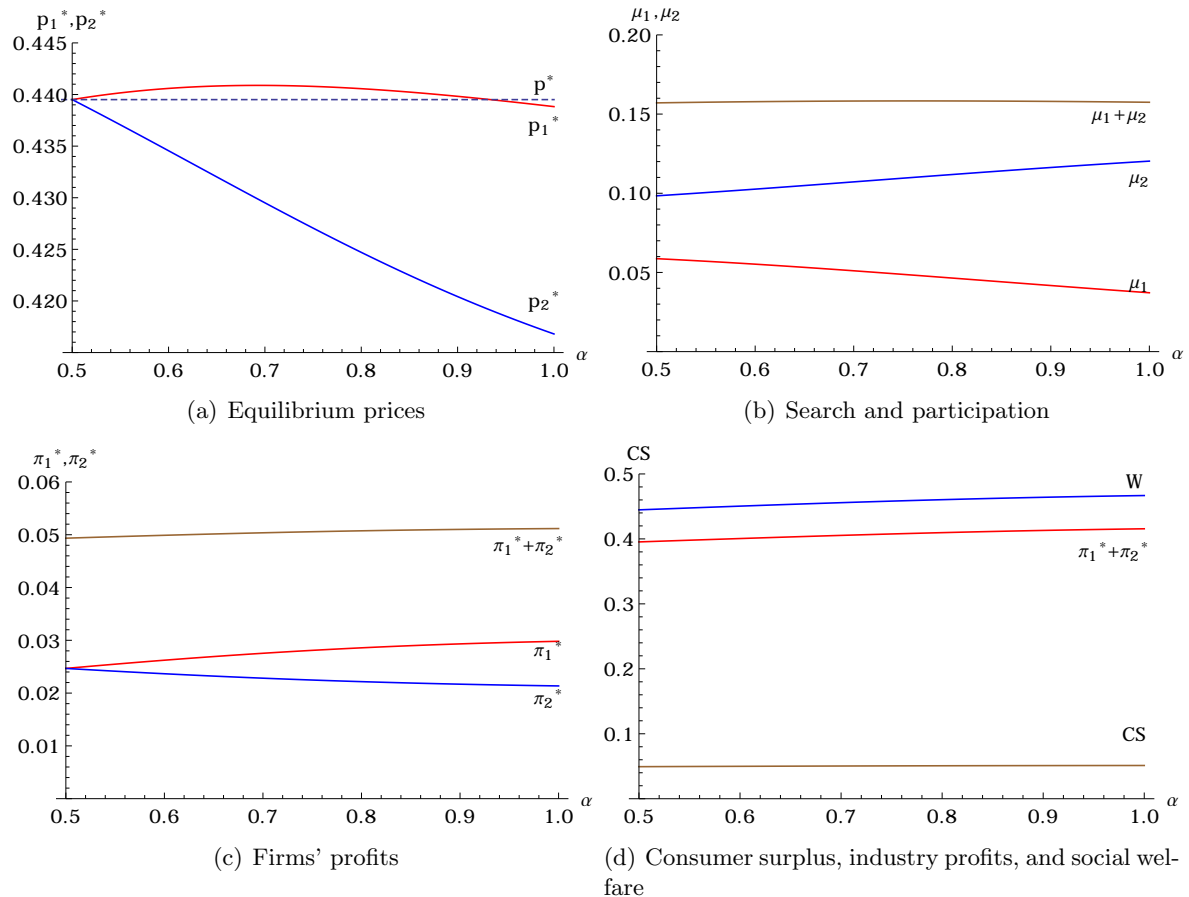 p₁*,p₂*
0.445
0.440
0.435
0.430
0.425
0.420
p*
p₁*
p₂*
0.5 0.6 0.7 0.8 0.9 1.0 α
(a) Equilibrium prices
μ₁,μ₂
0.20
0.15
0.10
0.05
μ₁+μ₂
μ₂
μ₁
0.5 0.6 0.7 0.8 0.9 1.0 α
(b) Search and participation
π₁*,π₂*
0.06
0.05
0.04
0.03
0.02
0.01
π₁*+π₂*
π₁*
π₂*
0.5 0.6 0.7 0.8 0.9 1.0 α
(c) Firms' profits
CS
0.5
0.4
0.3
0.2
0.1
W
π₁*+π₂*
CS
0.5 0.6 0.7 0.8 0.9 1.0 α
(d) Consumer surplus, industry profits, and social wel-
fare